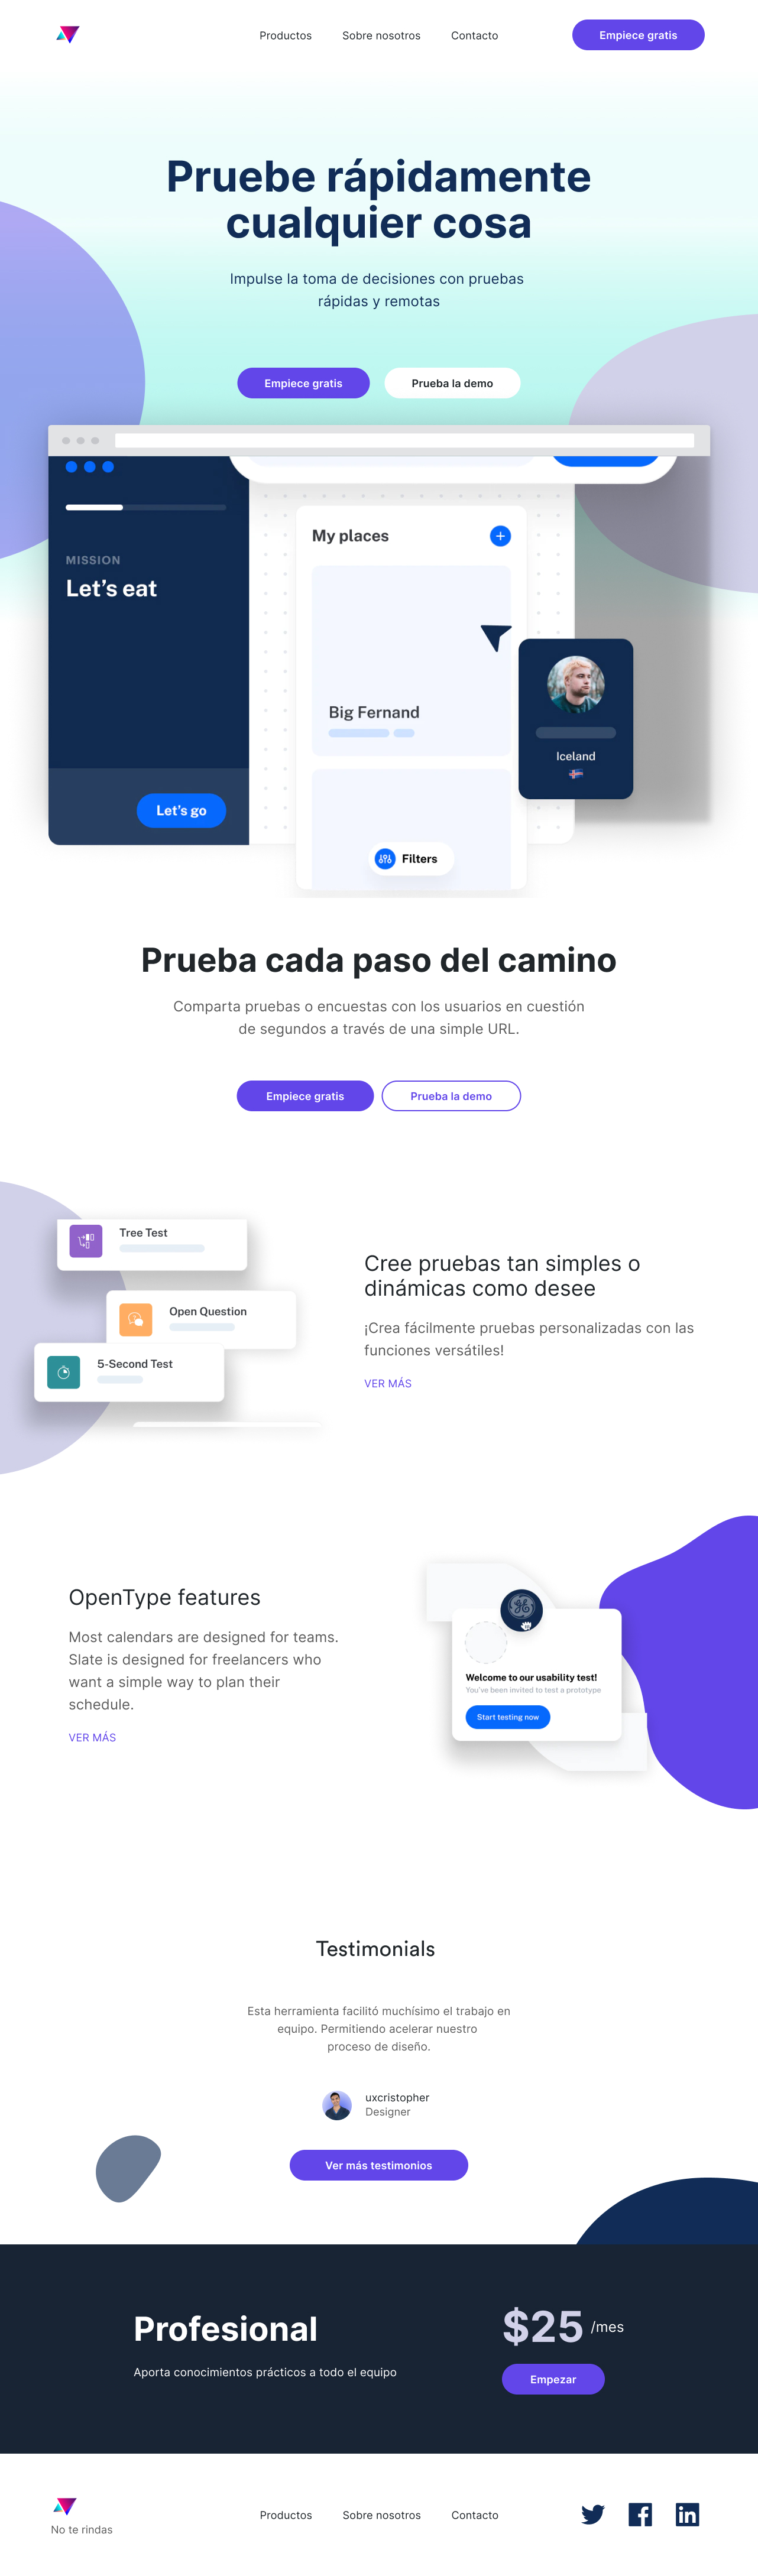 Productos
Sobre nosotros
Contacto
Empiece gratis
Pruebe rápidamente
cualquier cosa
Impulse la toma de decisiones con pruebas
rápidas y remotas
Empiece gratis
Prueba la demo
MISSION
Let’s eat
Let’s go
My places
Big Fernand
Filters
Iceland
Prueba cada paso del camino
Comparta pruebas o encuestas con los usuarios en cuestión
de segundos a través de una simple URL.
Empiece gratis
Prueba la demo
Tree Test
Open Question
5-Second Test
Cree pruebas tan simples o
dinámicas como desee
¡Crea fácilmente pruebas personalizadas con las
funciones versátiles!
VER MÁS
OpenType features
Most calendars are designed for teams.
Slate is designed for freelancers who
want a simple way to plan their
schedule.
VER MÁS
Welcome to our usability test!
You’ve been invited to test a prototype
Start testing now
Testimonials
Esta herramienta facilitó muchísimo el trabajo en
equipo. Permitiendo acelerar nuestro
proceso de diseño.
uxcristopher
Designer
Ver más testimonios
Profesional
Aporta conocimientos prácticos a todo el equipo
$25 /mes
Empezar
No te rindas
Productos
Sobre nosotros
Contacto